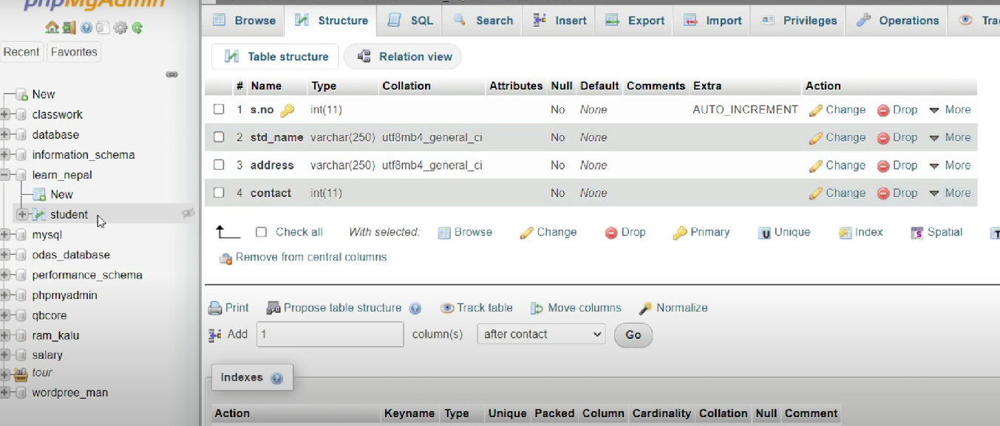 phpMyAdmin
Recent Favorites
New
classwork
database
information_schema
learn_nepal
New
student
mysql
odas_database
performance_schema
phpmyadmin
qbcore
ram_kalu
salary
tour
wordpree_man
Browse Structure SQL Search Insert Export Import Privileges Operations
Table structure Relation view
# Name Type Collation Attributes Null Default Comments Extra Action
1 s.no int(11) No None AUTO_INCREMENT Change Drop More
2 std_name varchar(250) utf8mb4_general_ci No None Change Drop More
3 address varchar(250) utf8mb4_general_ci No None Change Drop More
4 contact int(11) No None Change Drop More
Check all With selected: Browse Change Drop Primary Unique Index Spatial
Remove from central columns
Print Propose table structure Track table Move columns Normalize
Add 1 column(s) after contact Go
Indexes
Action Keyname Type Unique Packed Column Cardinality Collation Null Comment